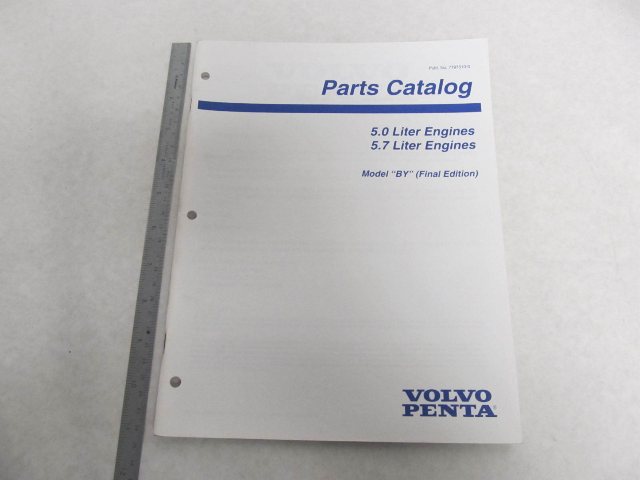 Parts Catalog
5.0 Liter Engines
5.7 Liter Engines
Model "BY" (Final Edition)
VOLVO
PENTA